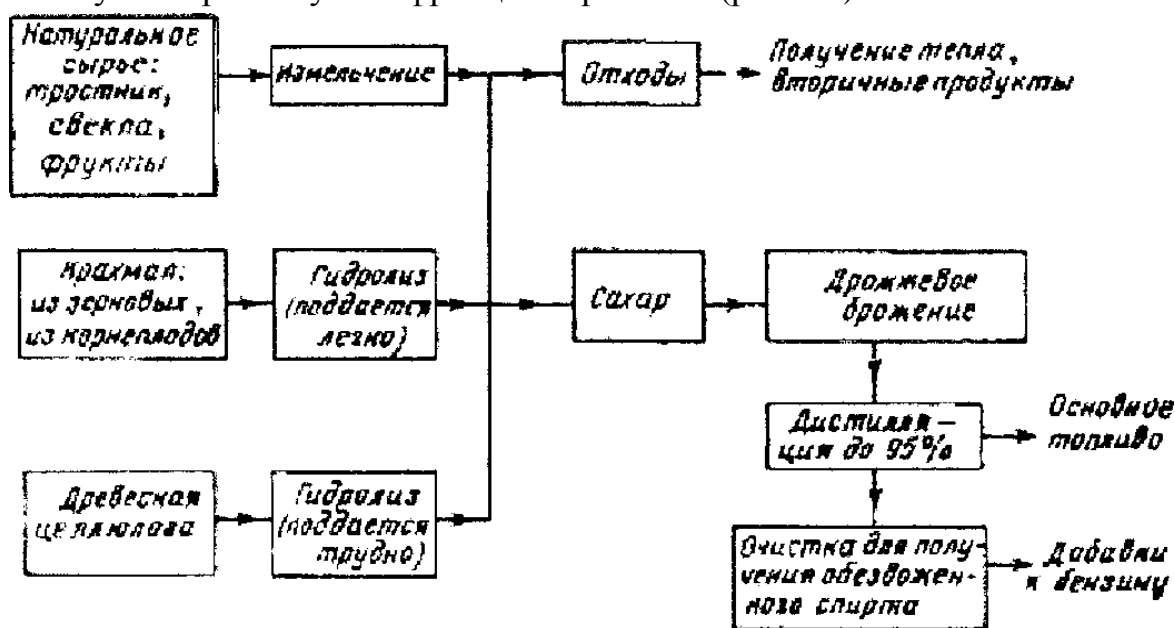 Натуральное
сырье:
тростник,
свекла,
фрукты
Измельчение
Отходы
Получение тепла,
вторичные продукты
Крахмал:
из зерновых,
из корнеплодов
Гидролиз
(поддается
легко)
Сахар
Дрожжевое
брожение
Дистилля-
ция до 95%
Основное
топливо
Древесная
целлюлоза
Гидролиз
(поддается
трудно)
Очистка для полу-
чения обезвожен-
ного спирта
Добавки
к бензину